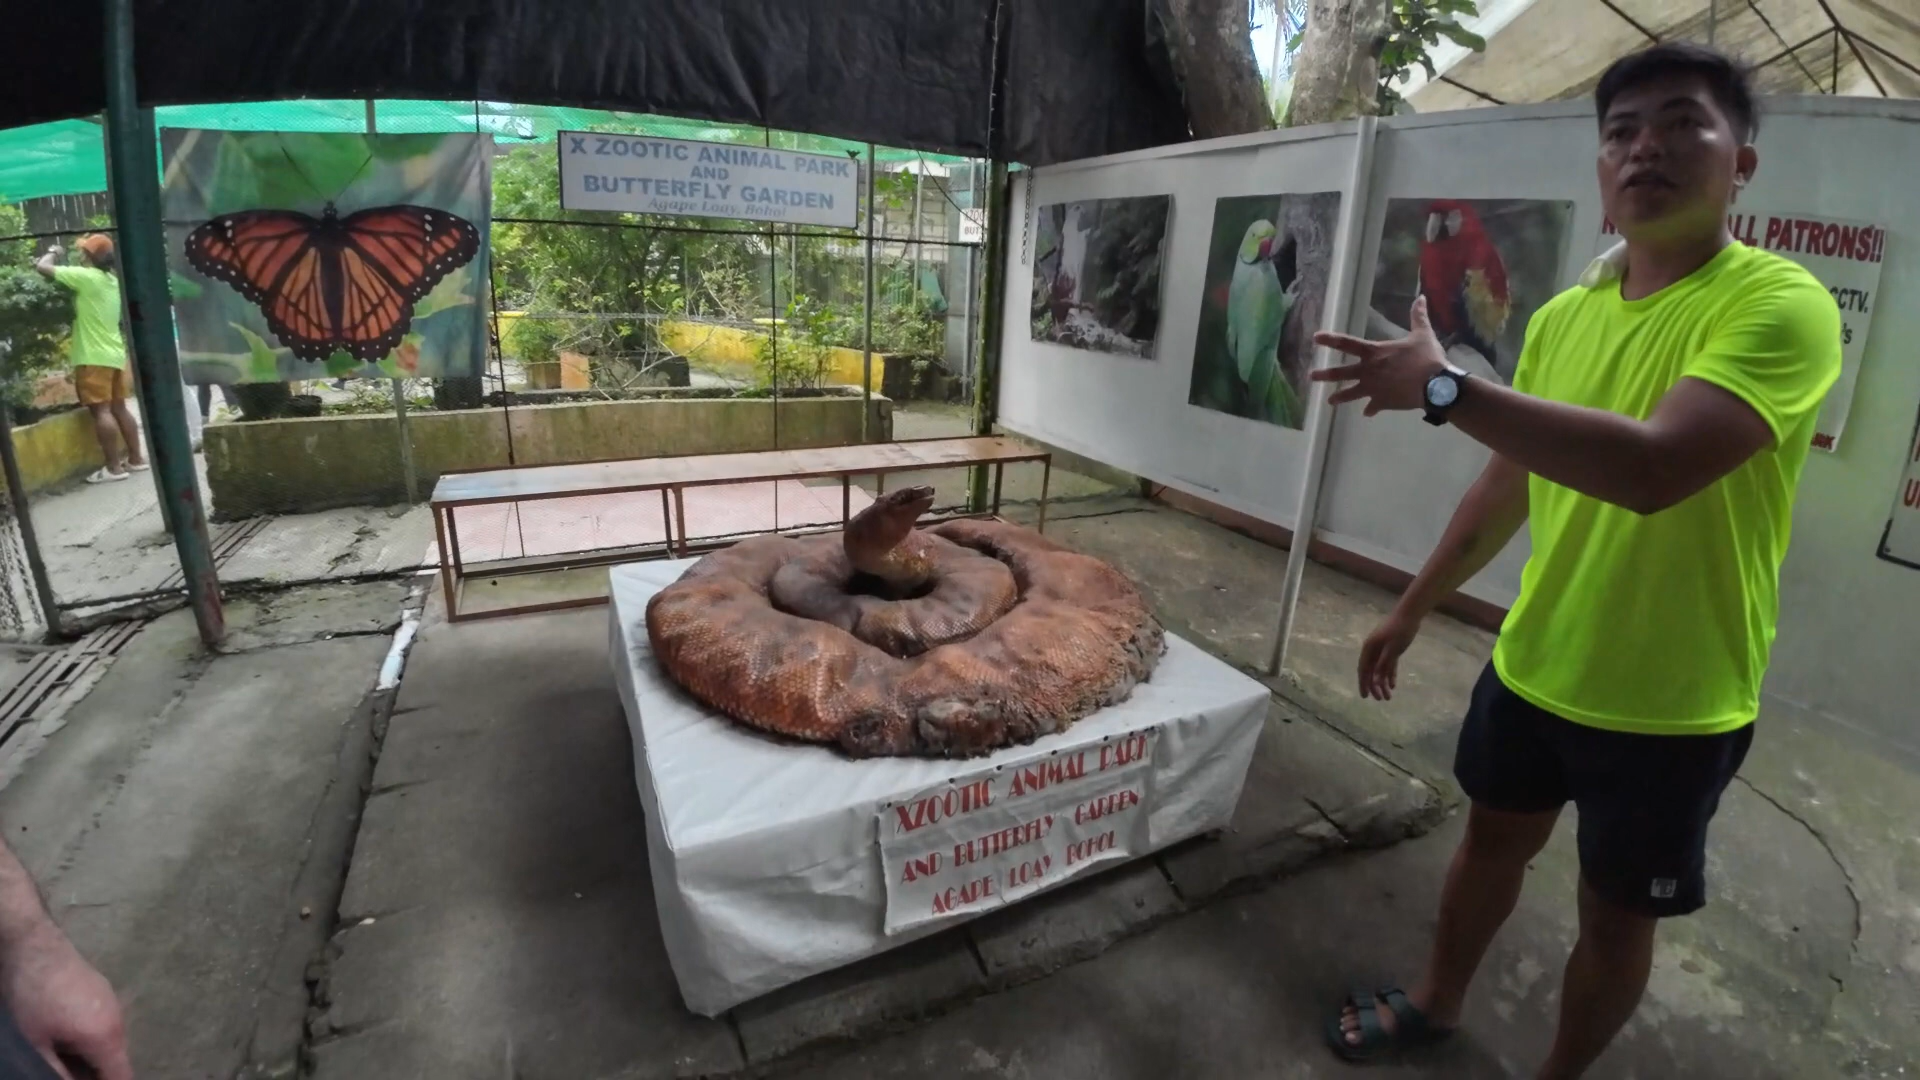 X ZOOTIC ANIMAL PARK
AND
BUTTERFLY GARDEN
Agape Loay, Bohol
ALL PATRONS!!
CCTV.
XZOOTIC ANIMAL PARK
AND BUTTERFLY GARDEN
AGAPE LOAY BOHOL